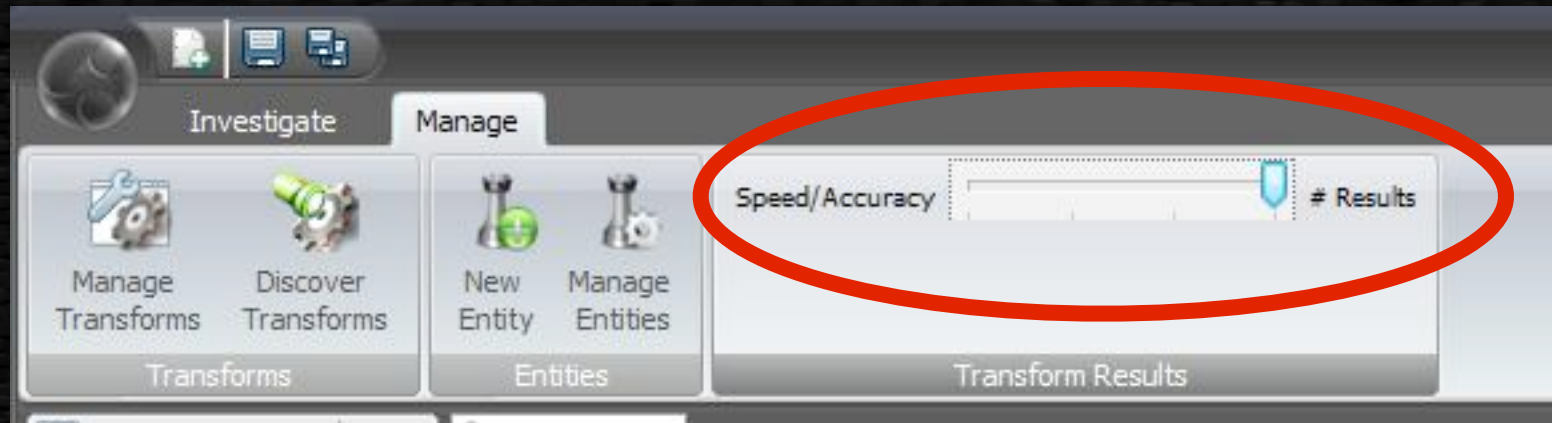 Investigate
Manage
Manage
Transforms
Discover
Transforms
Transforms
New
Entity
Manage
Entities
Entities
Speed/Accuracy
# Results
Transform Results